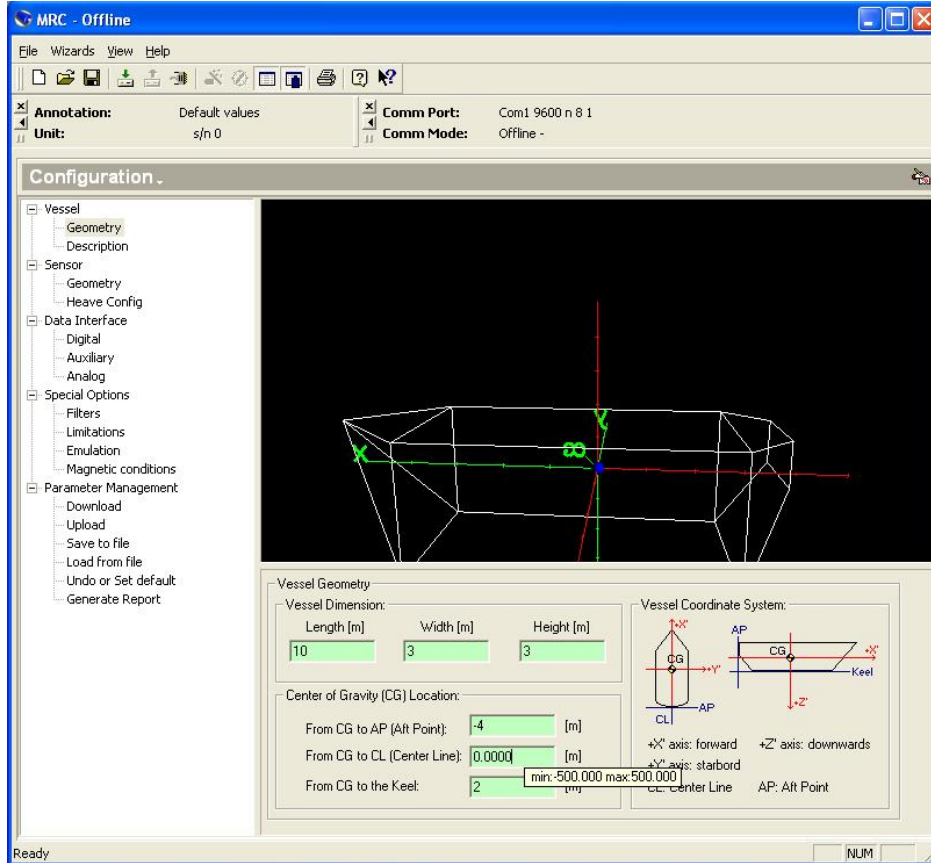 MRC - Offline
File Wizards View Help
Annotation: Default values Comm Port: Com1 9600 n 8 1
Unit: s/n 0 Comm Mode: Offline -
Configuration
Vessel
Geometry
Description
Sensor
Geometry
Heave Config
Data Interface
Digital
Auxiliary
Analog
Special Options
Filters
Limitations
Emulation
Magnetic conditions
Parameter Management
Download
Upload
Save to file
Load from file
Undo or Set default
Generate Report
X
Y
Vessel Geometry
Vessel Dimension:
Length [m] Width [m] Height [m]
10 3 3
Center of Gravity (CG) Location:
From CG to AP (Aft Point): -4 [m]
From CG to CL (Center Line): 0.0000 [m]
min:-500.000 max:500.000
From CG to the Keel: 2 [m]
Vessel Coordinate System:
+X' AP
CG CG +X'
+Y' Keel
AP +Z'
CL
+X' axis: forward +Z' axis: downwards
+Y' axis: starbord
CL: Center Line AP: Aft Point
Ready NUM